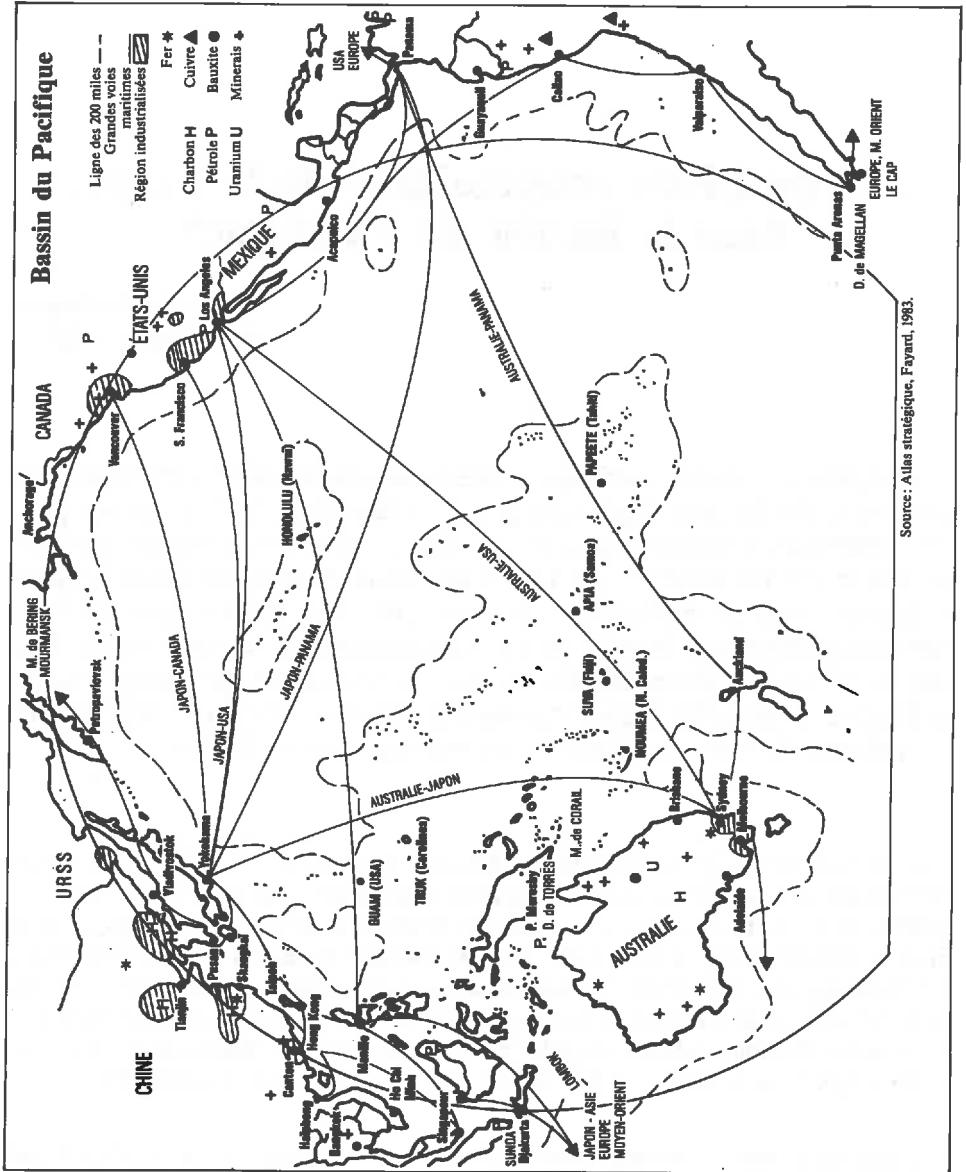 Bassin du Pacifique
Ligne des 200 miles
Grandes voies
maritimes
Région industrialisées
Fer
Charbon H
Cuivre
Pétrole P
Bauxite
Uranium U
Minerais +
CANADA
ÉTATS-UNIS
MEXIQUE
URSS
CHINE
AUSTRALIE
Anchorage
Vancouver
S. Francisco
Los Angeles
Acapulco
USA
EUROPE
Panama
Guayaquil
Callao
Valparaiso
Punta Arenas
D. de MAGELLAN
EUROPE, M. ORIENT
LE CAP
M. de BERING
MOURMANSK
Petropavlovsk
Vladivostok
Yokohama
Pusan
Shanghai
Tianjin
Taipeh
Hong Kong
Canton
Haïphong
Bangkok
Ho Chi
Minh
Manille
Singapour
SUNDA
Djakarta
LOMBOK
JAPON - ASIE
EUROPE
MOYEN-ORIENT
JAPON-CANADA
JAPON-USA
JAPON-PANAMA
HONOLULU (Hawaï)
AUSTRALIE-JAPON
AUSTRALIE-USA
AUSTRALIE-PANAMA
GUAM (USA)
TRUK (Carolines)
P. Moresby
D. de TORRES
M. de CORAIL
NOUMEA (N. Caled.)
SUVA (Fidji)
APIA (Samoa)
PAPEETE (Tahiti)
Brisbane
Sydney
Melbourne
Adelaïde
Auckland
U
H
P
Source: Atlas stratégique, Fayard, 1983.